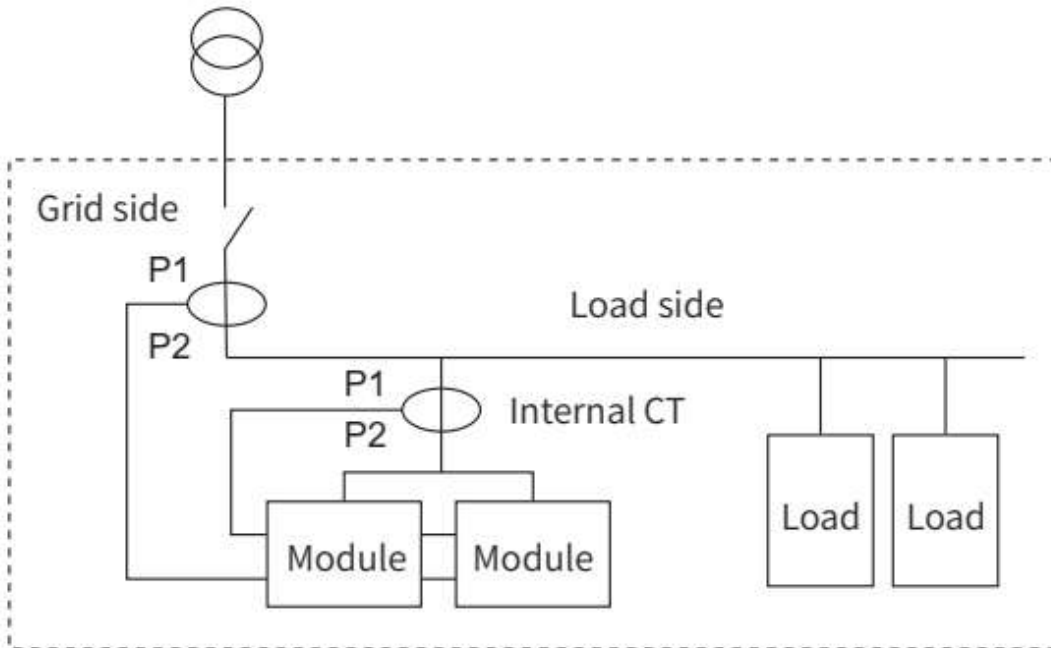 Grid side
P1
P2
Load side
P1
P2
Internal CT
Module
Module
Load
Load